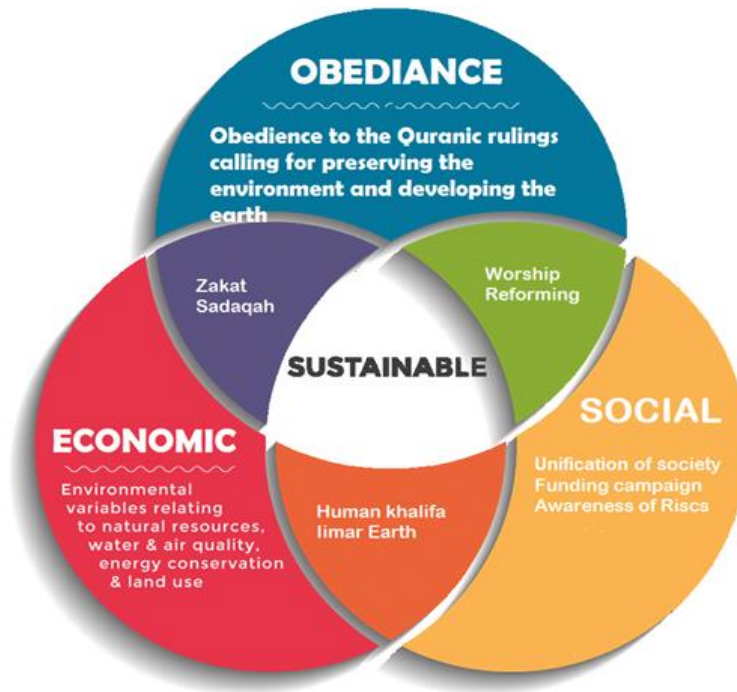 OBEDIANCE
Obedience to the Quranic rulings
calling for preserving the
environment and developing the
earth
Zakat
Sadaqah
Worship
Reforming
SUSTAINABLE
ECONOMIC
Environmental
variables relating
to natural resources,
water & air quality,
energy conservation
& land use
SOCIAL
Unification of society
Funding campaign
Awareness of Riscs
Human khalifa
Iimar Earth